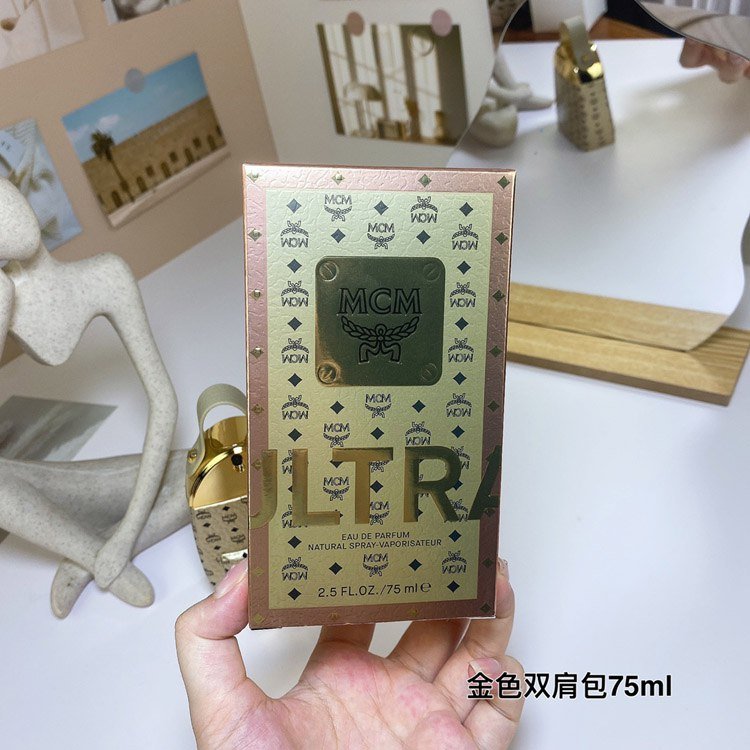 MCM
ULTRA
EAU DE PARFUM
NATURAL SPRAY-VAPORISATEUR
2.5 FL.OZ./75 ml ℮
金色双肩包75ml